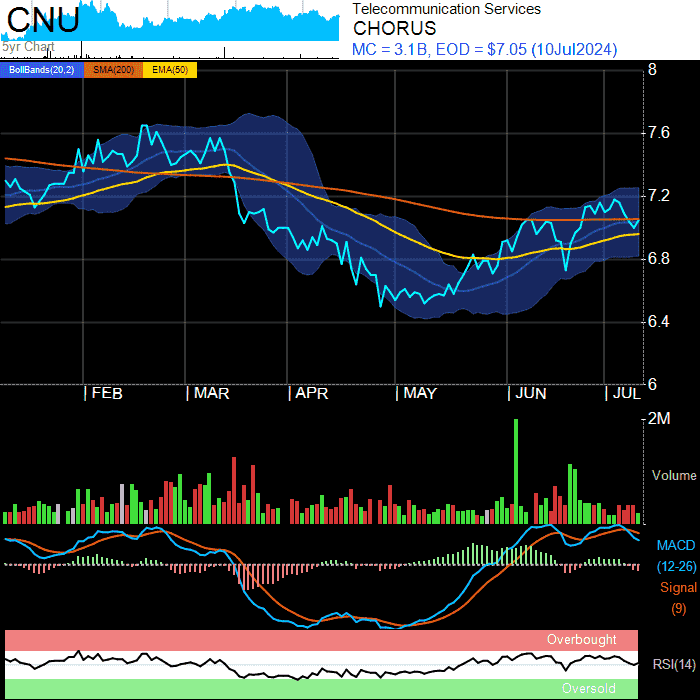 CNU
5yr Chart
Telecommunication Services
CHORUS
MC = 3.1B, EOD = $7.05 (10Jul2024)
BollBands(20,2) SMA(200) EMA(50)
8
7.6
7.2
6.8
6.4
6
FEB MAR APR MAY JUN JUL
2M
Volume
MACD
(12-26)
Signal
(9)
Overbought
RSI(14)
Oversold